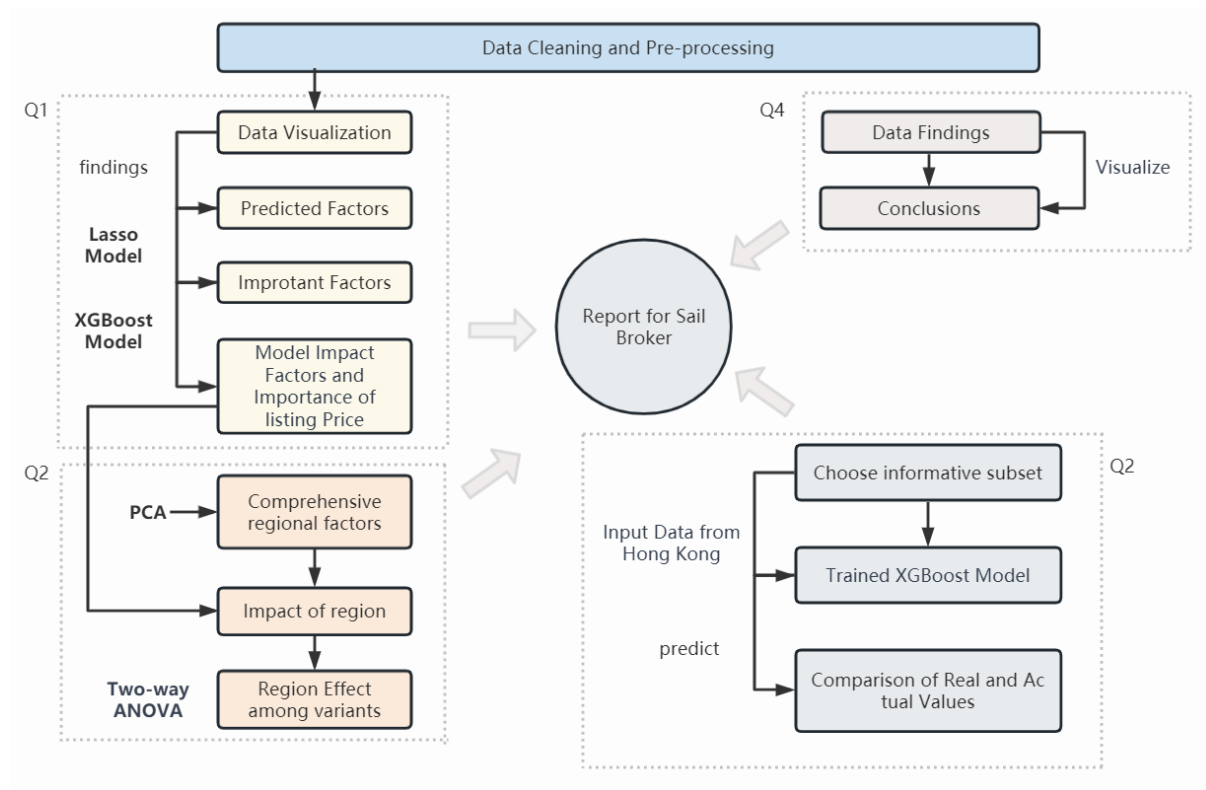 Data Cleaning and Pre-processing
Q1
Data Visualization
findings
Predicted Factors
Lasso
Model
Improtant Factors
XGBoost
Model
Model Impact
Factors and
Importance of
listing Price
Q2
PCA
Comprehensive
regional factors
Impact of region
Two-way
ANOVA
Region Effect
among variants
Report for Sail
Broker
Q4
Data Findings
Visualize
Conclusions
Q2
Choose informative subset
Input Data from
Hong Kong
Trained XGBoost Model
predict
Comparison of Real and Ac
tual Values